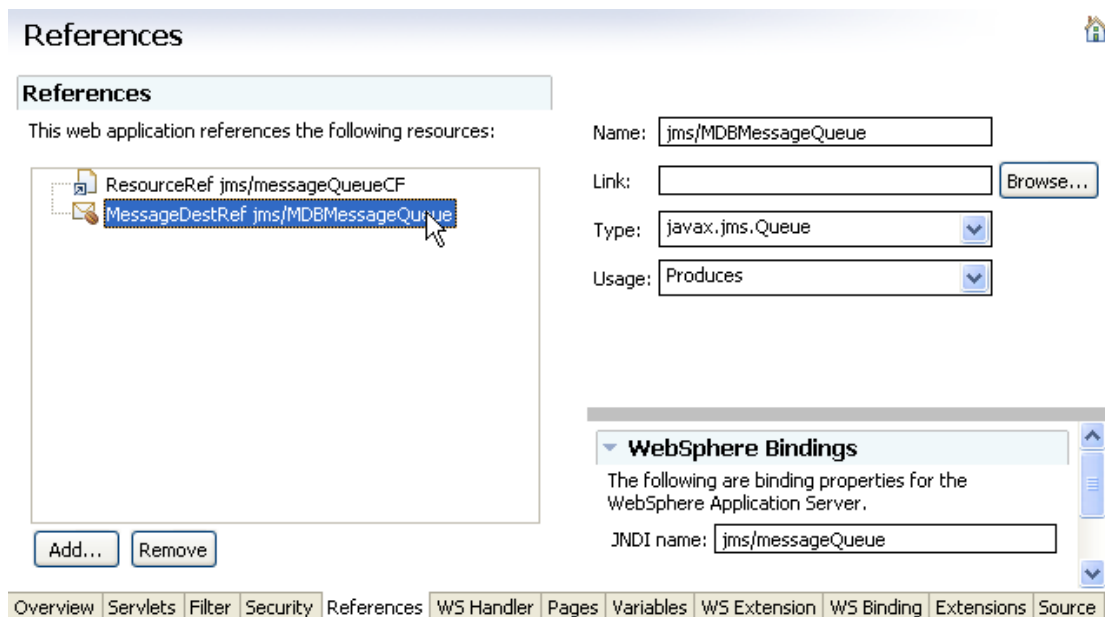 References
References
This web application references the following resources:
ResourceRef jms/messageQueueCF
MessageDestRef jms/MDBMessageQueue
Add... Remove
Name: jms/MDBMessageQueue
Link: Browse...
Type: javax.jms.Queue
Usage: Produces
WebSphere Bindings
The following are binding properties for the
WebSphere Application Server.
JNDI name: jms/messageQueue
Overview Servlets Filter Security References WS Handler Pages Variables WS Extension WS Binding Extensions Source